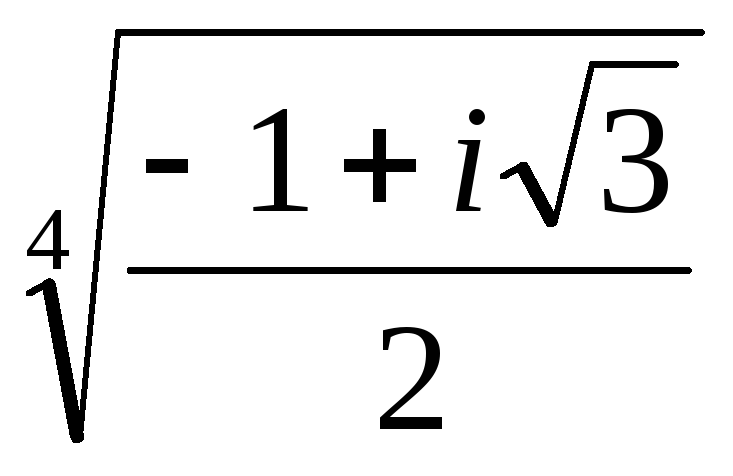 4√((- 1 + i√3) / 2)